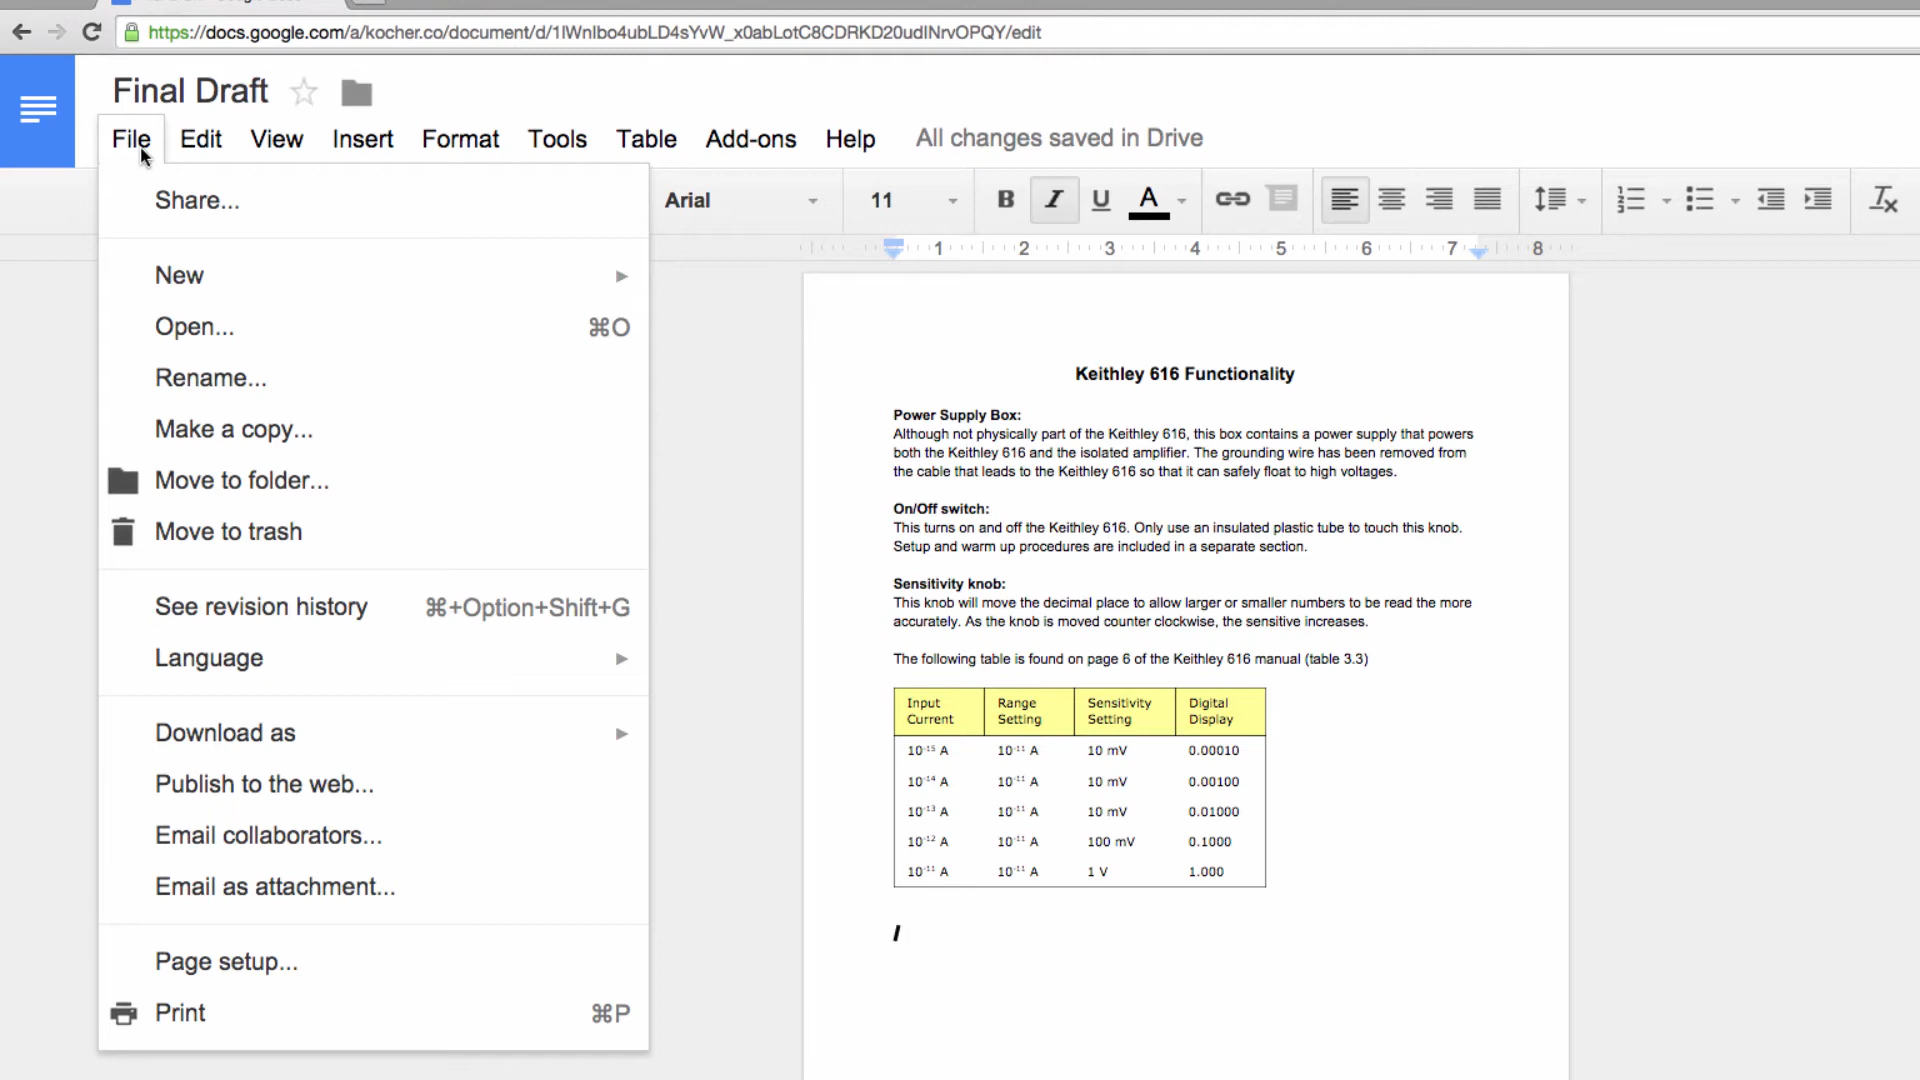 https://docs.google.com/a/kocher.co/document/d/1lWnlbo4ubLD4sYvW_x0abLotC8CDRKD20udlNrvOPQY/edit
Final Draft
File Edit View Insert Format Tools Table Add-ons Help All changes saved in Drive
Arial 11 B I U A
1 2 3 4 5 6 7 8
Share...
New
Open... ⌘O
Rename...
Make a copy...
Move to folder...
Move to trash
See revision history ⌘+Option+Shift+G
Language
Download as
Publish to the web...
Email collaborators...
Email as attachment...
Page setup...
Print ⌘P
Keithley 616 Functionality
Power Supply Box:
Although not physically part of the Keithley 616, this box contains a power supply that powers
both the Keithley 616 and the isolated amplifier. The grounding wire has been removed from
the cable that leads to the Keithley 616 so that it can safely float to high voltages.
On/Off switch:
This turns on and off the Keithley 616. Only use an insulated plastic tube to touch this knob.
Setup and warm up procedures are included in a separate section.
Sensitivity knob:
This knob will move the decimal place to allow larger or smaller numbers to be read the more
accurately. As the knob is moved counter clockwise, the sensitive increases.
The following table is found on page 6 of the Keithley 616 manual (table 3.3)
Input Current Range Setting Sensitivity Setting Digital Display
10⁻¹⁵ A 10⁻¹¹ A 10 mV 0.00010
10⁻¹⁴ A 10⁻¹¹ A 10 mV 0.00100
10⁻¹³ A 10⁻¹¹ A 10 mV 0.01000
10⁻¹² A 10⁻¹¹ A 100 mV 0.1000
10⁻¹¹ A 10⁻¹¹ A 1 V 1.000